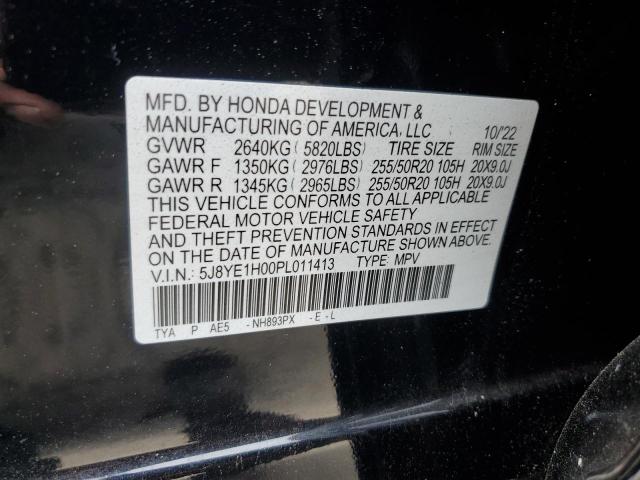 MFD. BY HONDA DEVELOPMENT &
MANUFACTURING OF AMERICA, LLC 10/'22
GVWR 2640KG ( 5820LBS) TIRE SIZE RIM SIZE
GAWR F 1350KG ( 2976LBS) 255/50R20 105H 20X9.0J
GAWR R 1345KG ( 2965LBS) 255/50R20 105H 20X9.0J
THIS VEHICLE CONFORMS TO ALL APPLICABLE
FEDERAL MOTOR VEHICLE SAFETY
AND THEFT PREVENTION STANDARDS IN EFFECT
ON THE DATE OF MANUFACTURE SHOWN ABOVE.
V.I.N.: 5J8YE1H00PL011413 TYPE: MPV
TYA P AE5 -NH893PX -E-L